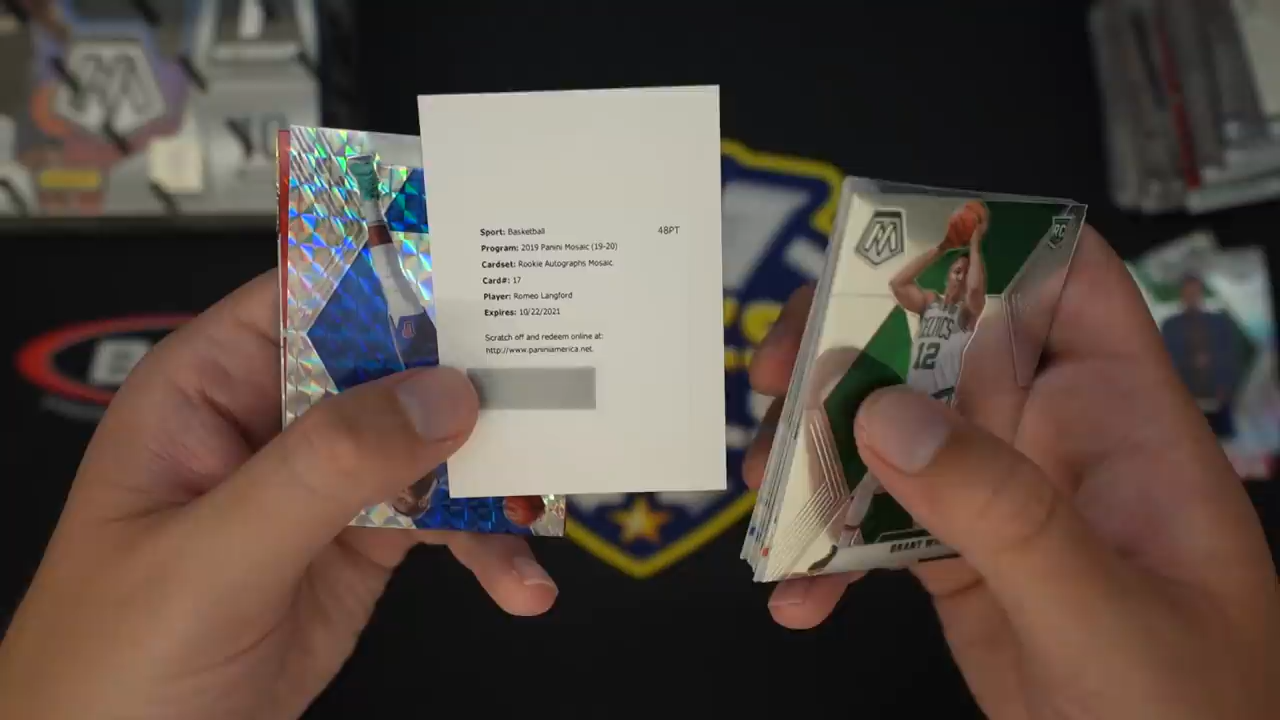 Sport: Basketball
48PT
Program: 2019 Panini Mosaic (19-20)
Cardset: Rookie Autographs Mosaic
Card#: 17
Player: Romeo Langford
Expires: 10/22/2021
Scratch off and redeem online at:
http://www.paniniamerica.net.
RC
CELTICS
12